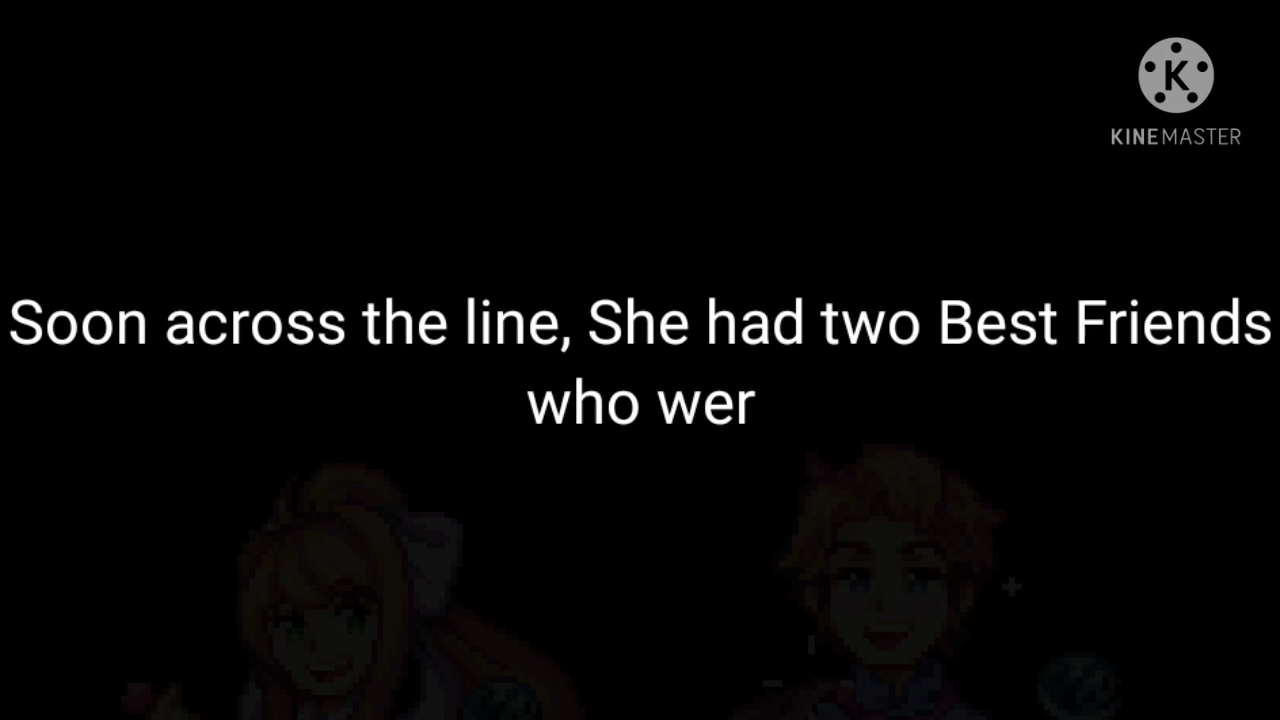 K
KINEMASTER
Soon across the line, She had two Best Friends
who wer